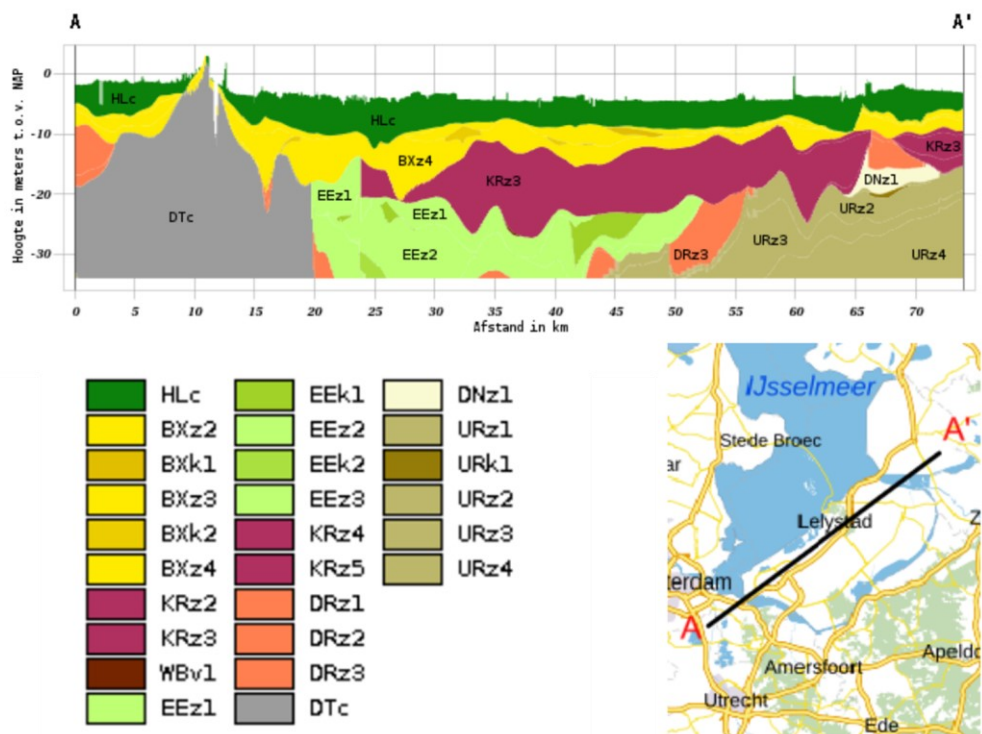 A A'
Hoogte in meters t.o.v. NAP
0
-10
-20
-30
HLc
HLc
BXz4
KRz3
KRz3
EEz1
EEz1
EEz2
DTc
DRz3
URz3
DNz1
URz2
URz4
0 5 10 15 20 25 30 35 40 45 50 55 60 65 70
Afstand in km
HLc
BXz2
BXk1
BXz3
BXk2
BXz4
KRz2
KRz3
WBv1
EEz1
EEk1
EEz2
EEk2
EEz3
KRz4
KRz5
DRz1
DRz2
DRz3
DTc
DNz1
URz1
URk1
URz2
URz3
URz4
IJsselmeer
Stede Broec
A'
ar
Lelystad
Z
terdam
A
Amersfoort
Apeldo
Utrecht
Ede